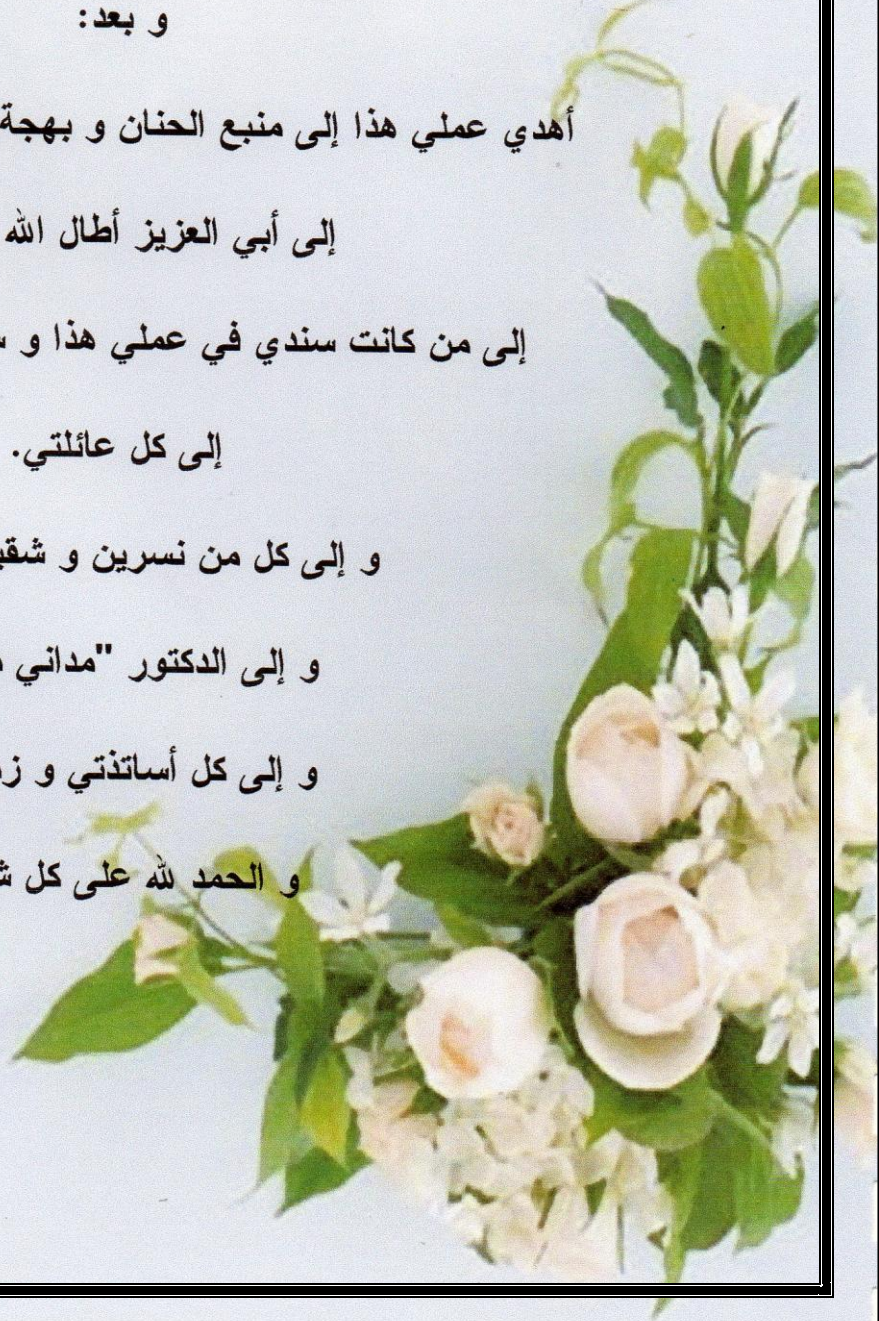 و بعد:
أهدي عملي هذا إلى منبع الحنان و بهجة
إلى أبي العزيز أطال الله
إلى من كانت سندي في عملي هذا و
إلى كل عائلتي.
و إلى كل من نسرين و
و إلى الدكتور "مداني
و إلى كل أساتذتي و
و الحمد لله على كل